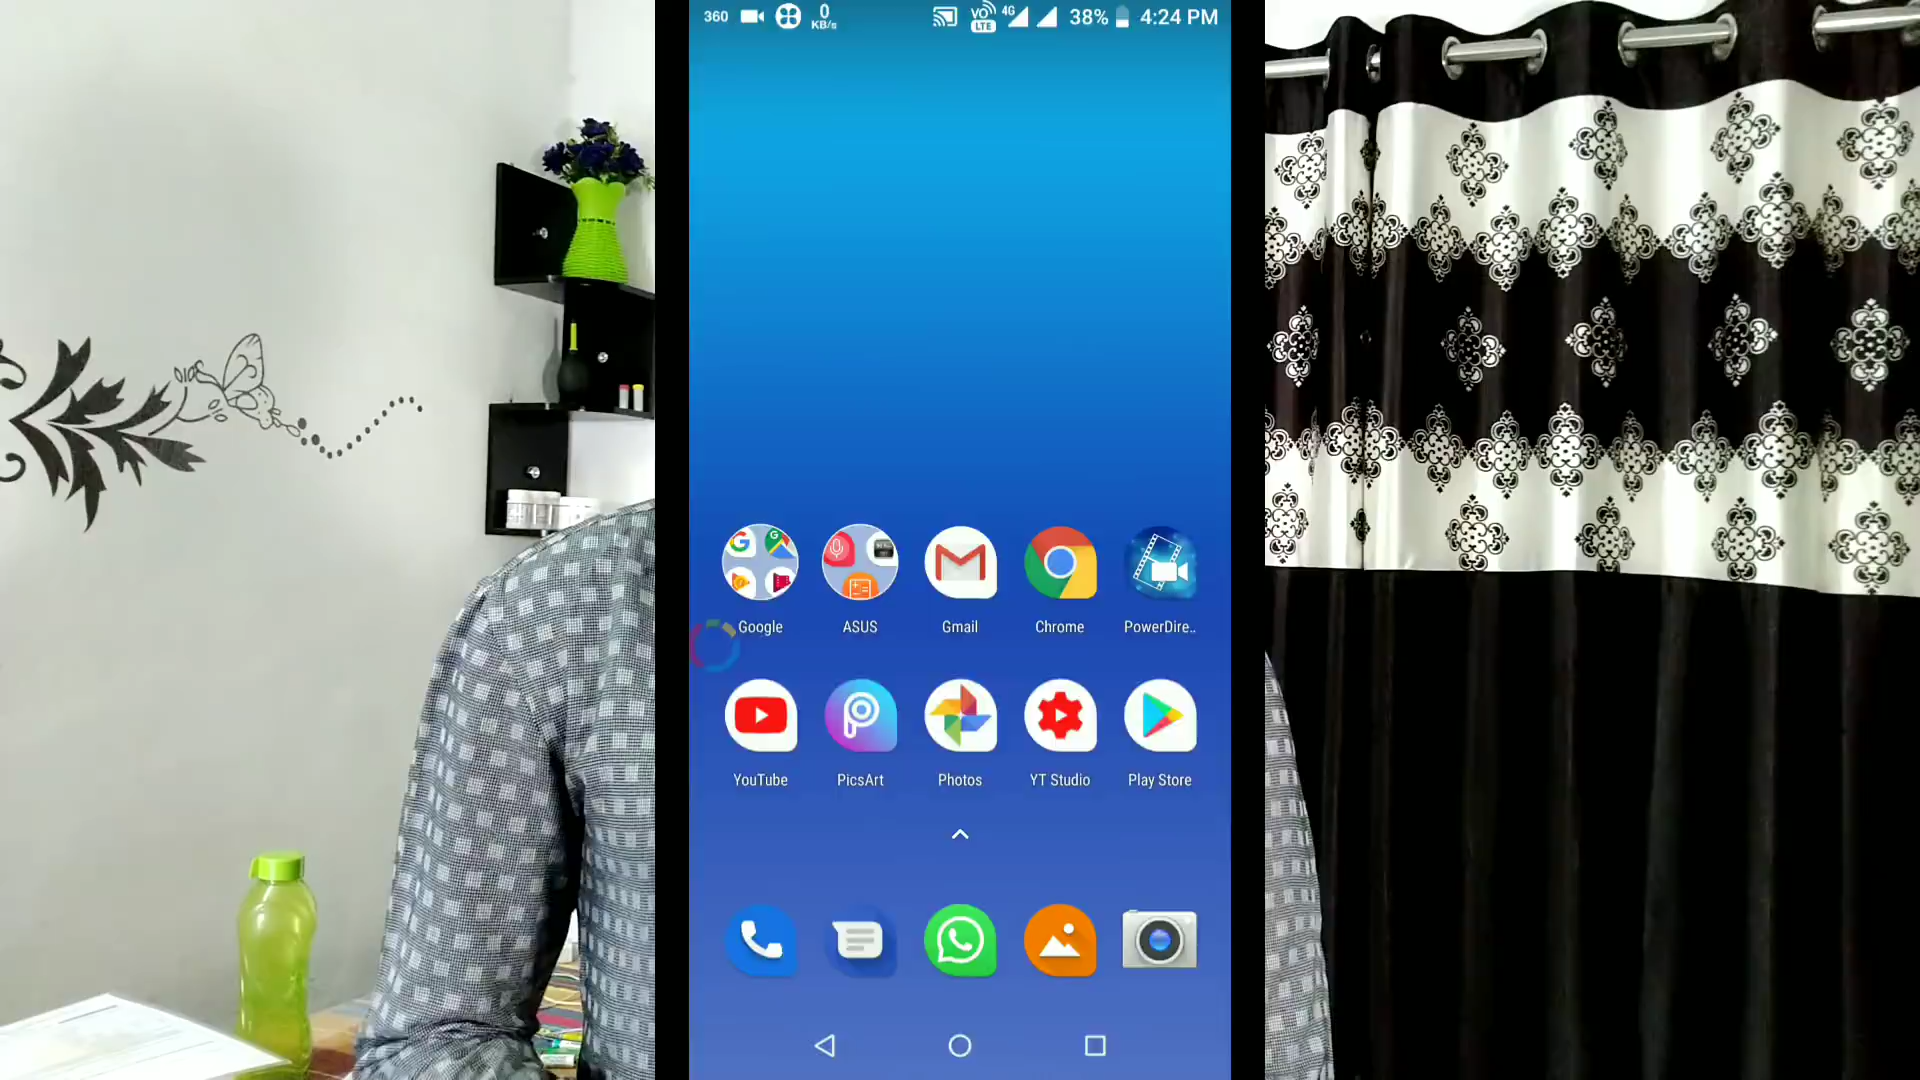 360 0 KB/s VO LTE 4G 38% 4:24 PM
Google ASUS Gmail Chrome PowerDire..
YouTube PicsArt Photos YT Studio Play Store